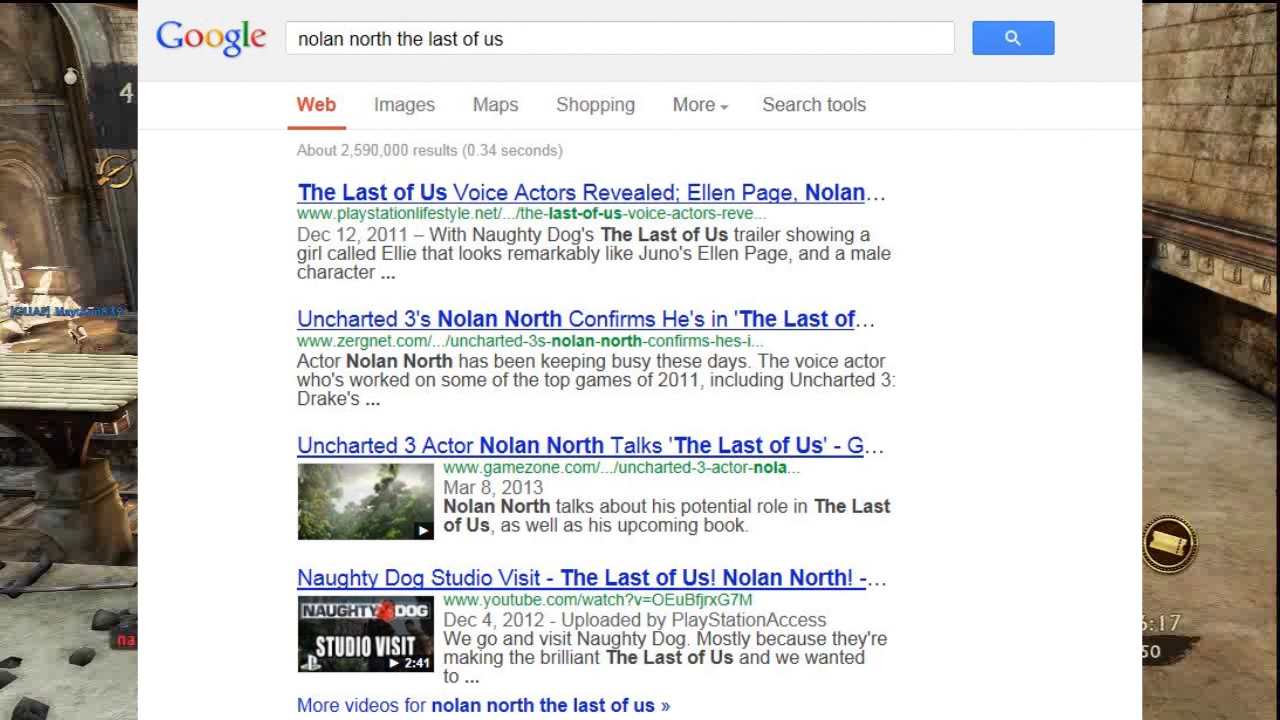 Google
nolan north the last of us
4
Web Images Maps Shopping More Search tools
About 2,590,000 results (0.34 seconds)
The Last of Us Voice Actors Revealed; Ellen Page, Nolan...
www.playstationlifestyle.net/.../the-last-of-us-voice-actors-reve...
Dec 12, 2011 – With Naughty Dog's The Last of Us trailer showing a
girl called Ellie that looks remarkably like Juno's Ellen Page, and a male
character ...
Uncharted 3's Nolan North Confirms He's in 'The Last of...
www.zergnet.com/.../uncharted-3s-nolan-north-confirms-hes-i...
Actor Nolan North has been keeping busy these days. The voice actor
who's worked on some of the top games of 2011, including Uncharted 3:
Drake's ...
Uncharted 3 Actor Nolan North Talks 'The Last of Us' - G...
www.gamezone.com/.../uncharted-3-actor-nola...
Mar 8, 2013
Nolan North talks about his potential role in The Last
of Us, as well as his upcoming book.
Naughty Dog Studio Visit - The Last of Us! Nolan North! -...
www.youtube.com/watch?v=OEuBfjrxG7M
Dec 4, 2012 - Uploaded by PlayStationAccess
We go and visit Naughty Dog. Mostly because they're
making the brilliant The Last of Us and we wanted
to ...
NAUGHTY DOG
STUDIO VISIT
2:41
More videos for nolan north the last of us »
na
:17
50